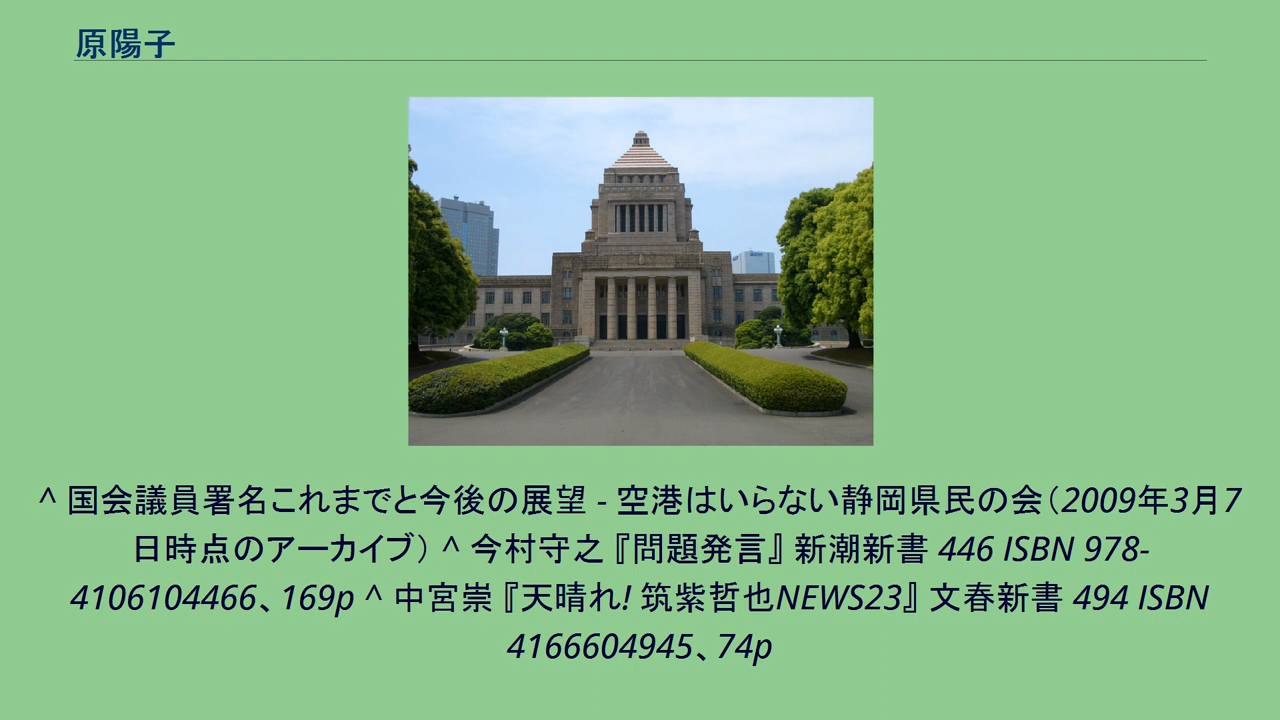 原陽子
^ 国会議員署名これまでと今後の展望 - 空港はいらない静岡県民の会（2009年3月7
日時点のアーカイブ） ^ 今村守之『問題発言』 新潮新書 446 ISBN 978-
4106104466、169p ^ 中宮崇『天晴れ! 筑紫哲也NEWS23』 文春新書 494 ISBN
4166604945、74p